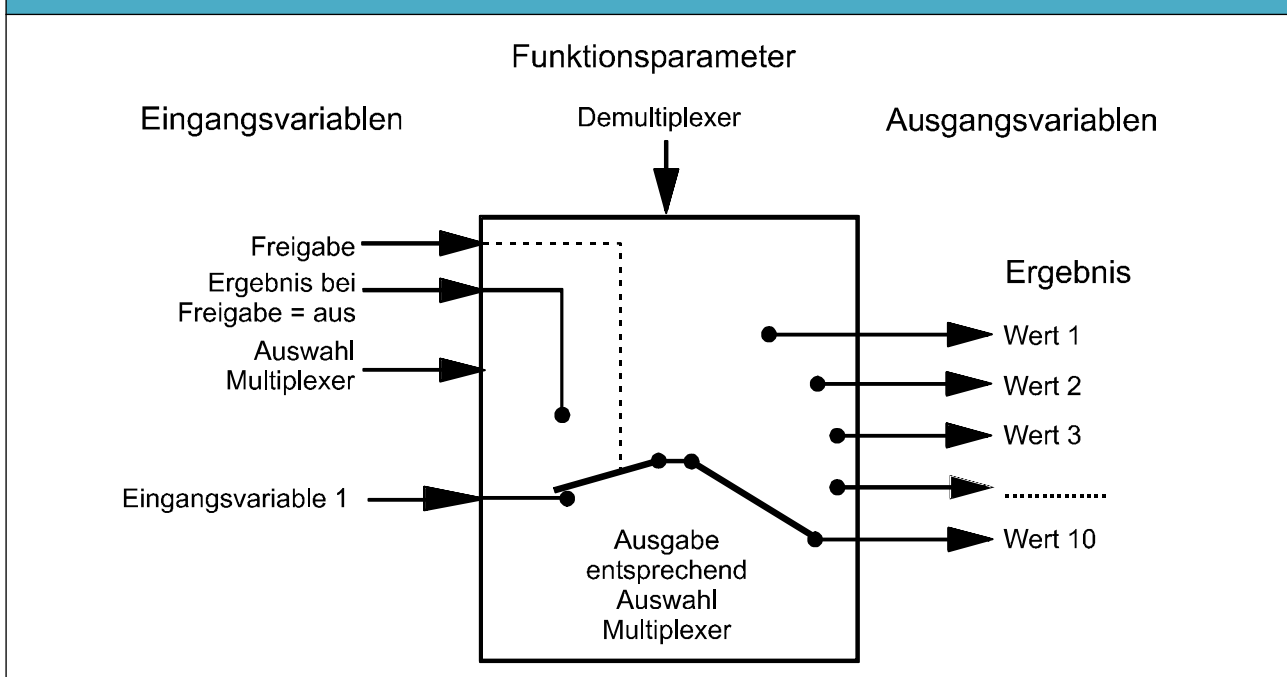 Funktionsparameter
Eingangsvariablen
Demultiplexer
Ausgangsvariablen
Freigabe
Ergebnis bei
Freigabe = aus
Auswahl
Multiplexer
Eingangsvariable 1
Ausgabe
entsprechend
Auswahl
Multiplexer
Ergebnis
Wert 1
Wert 2
Wert 3
................
Wert 10